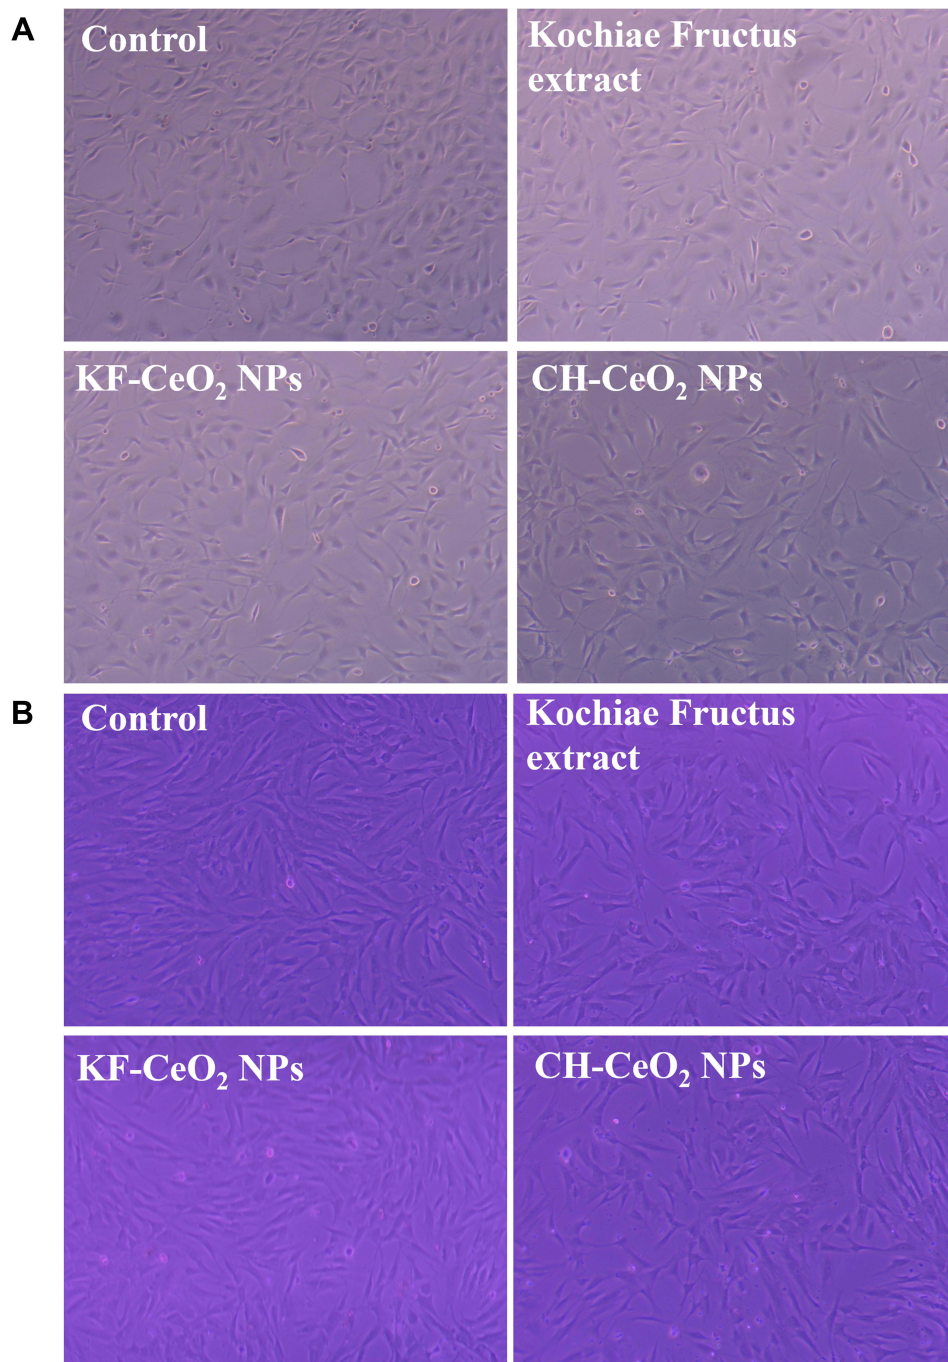 A
Control
Kochiae Fructus
extract
KF-CeO₂ NPs
CH-CeO₂ NPs
B
Control
Kochiae Fructus
extract
KF-CeO₂ NPs
CH-CeO₂ NPs